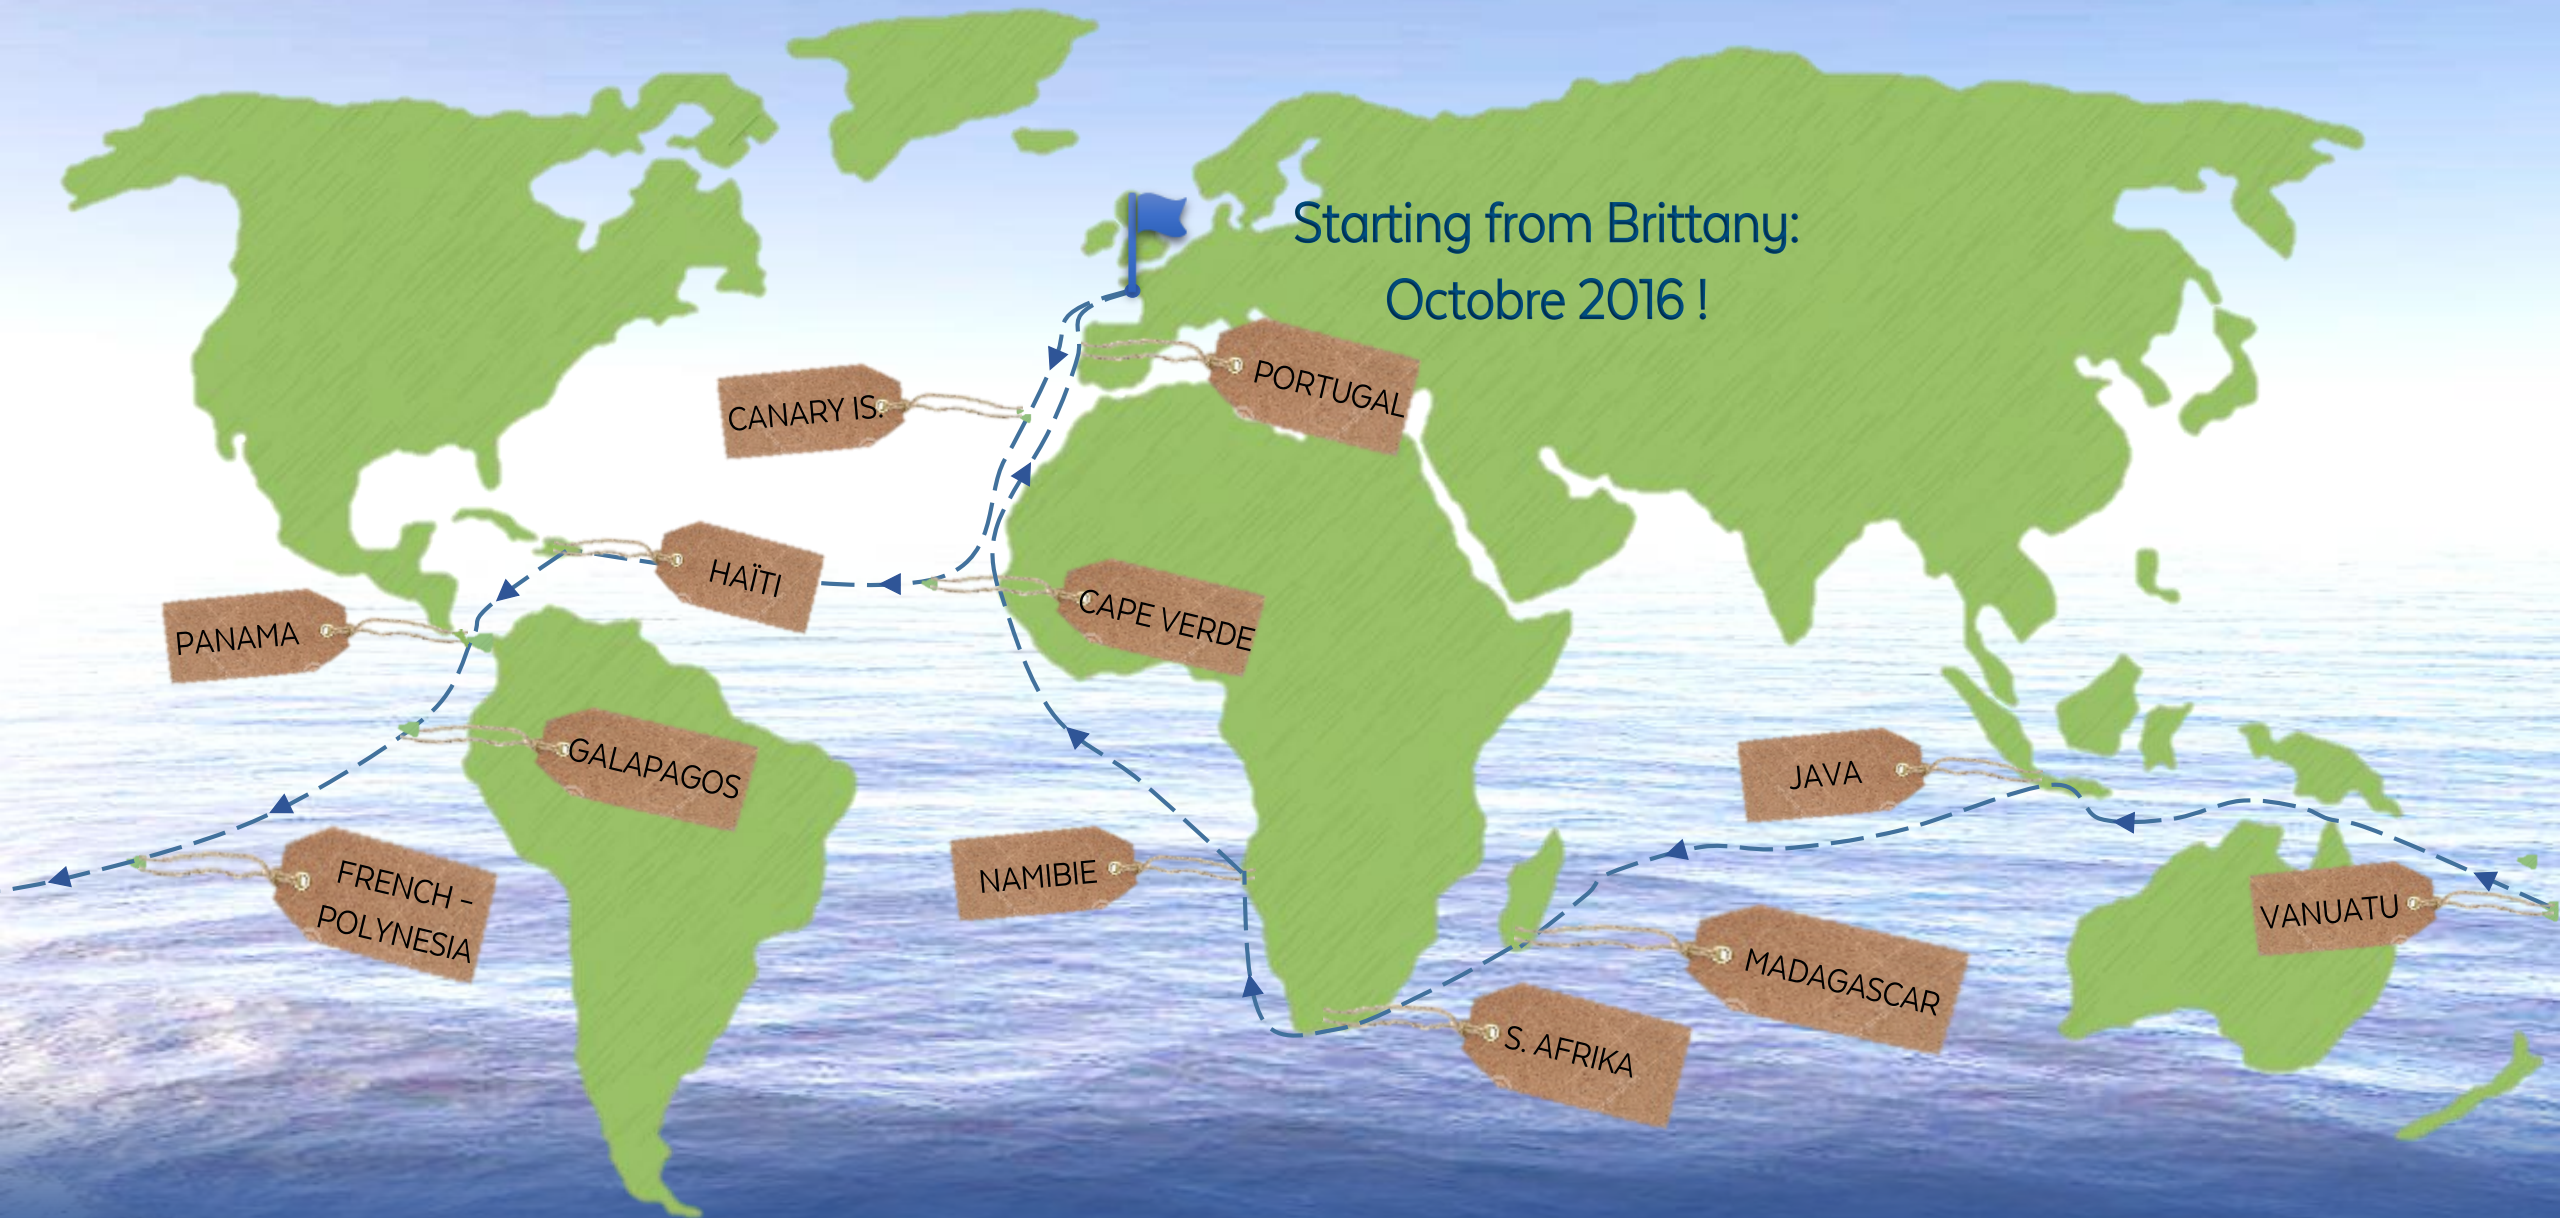 Starting from Brittany:
Octobre 2016 !
PORTUGAL
CANARY IS.
HAÏTI
CAPE VERDE
PANAMA
GALAPAGOS
JAVA
NAMIBIE
FRENCH -
POLYNESIA
VANUATU
MADAGASCAR
S. AFRIKA